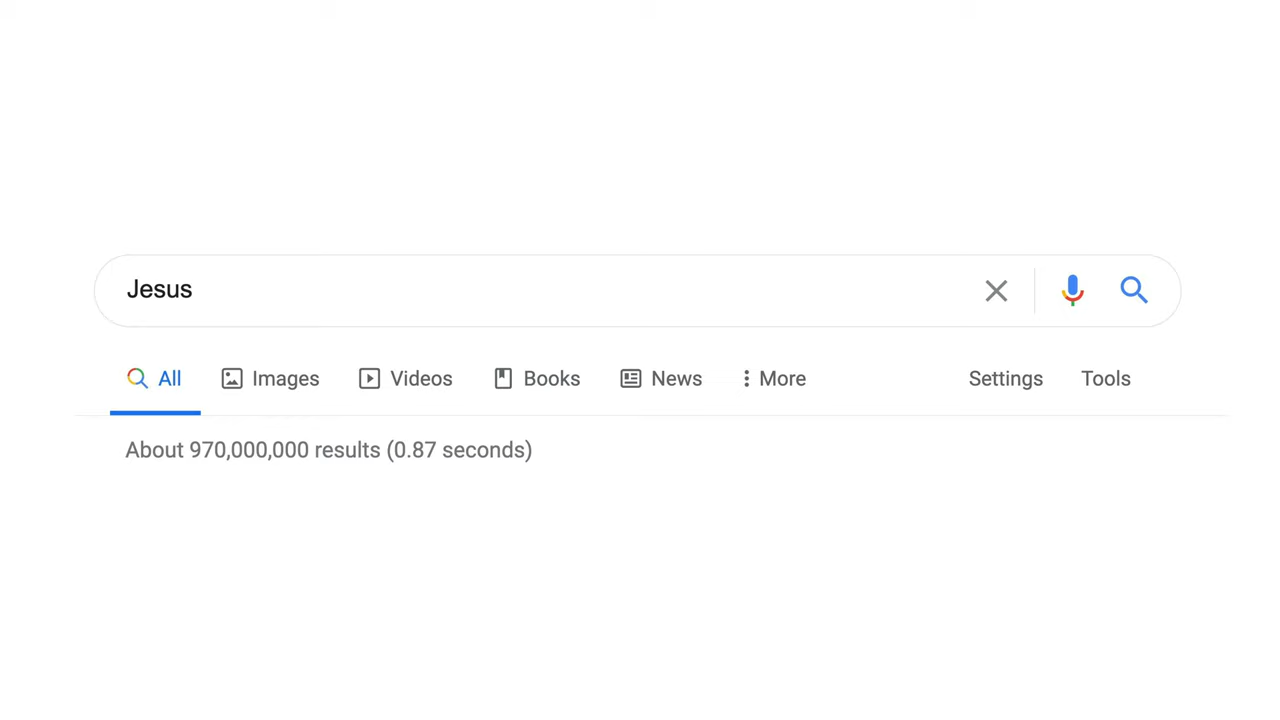 Jesus
All Images Videos Books News More Settings Tools
About 970,000,000 results (0.87 seconds)